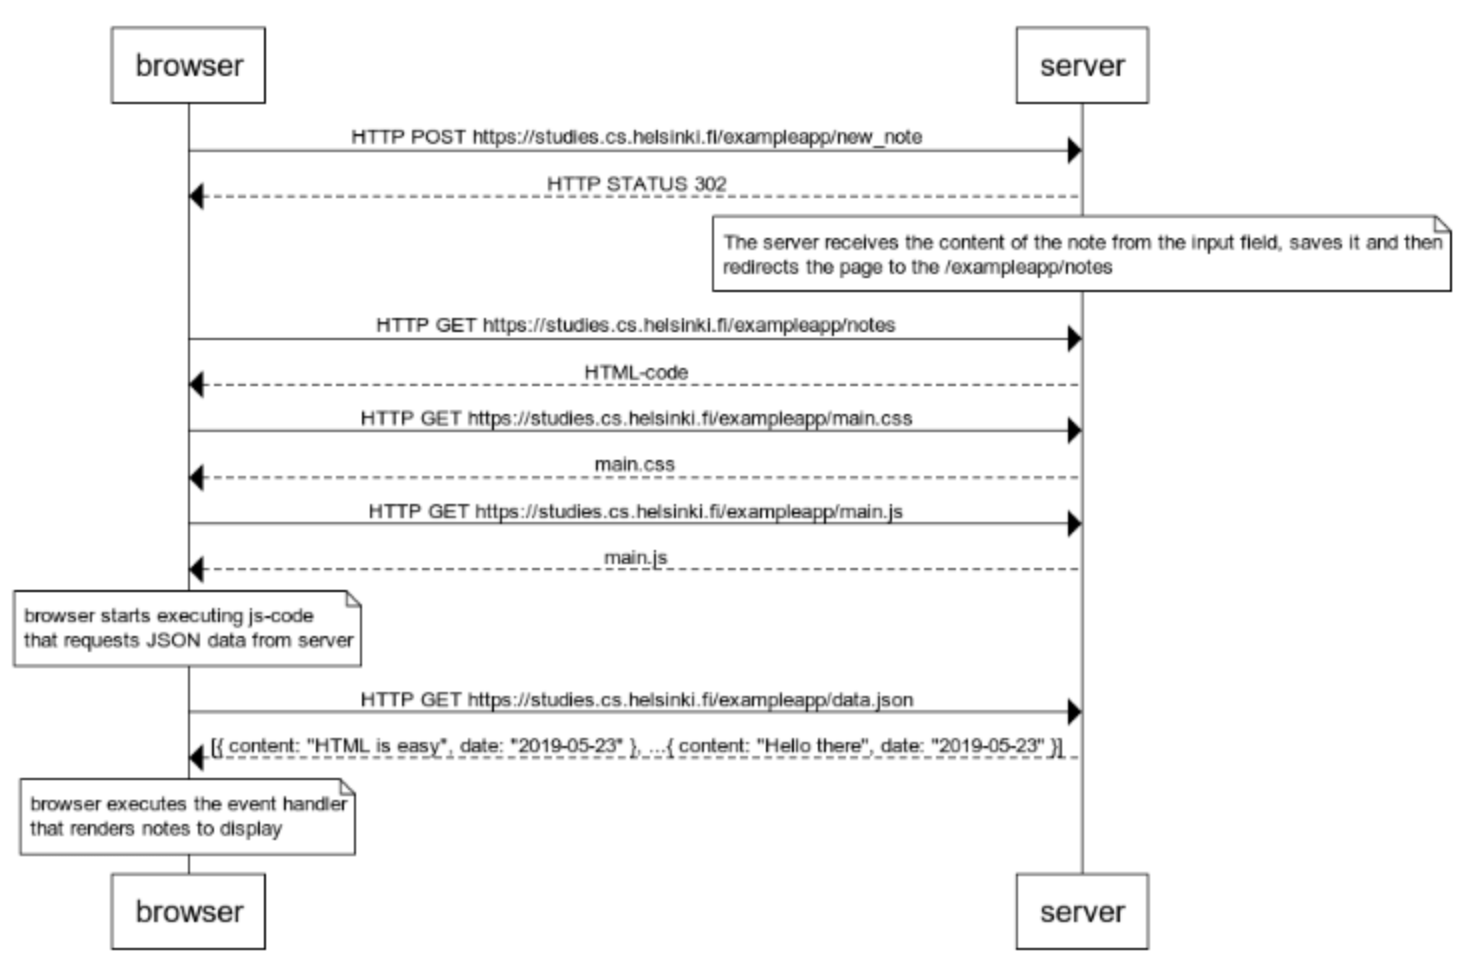 browser
server
HTTP POST https://studies.cs.helsinki.fi/exampleapp/new_note
HTTP STATUS 302
The server receives the content of the note from the input field, saves it and then
redirects the page to the /exampleapp/notes
HTTP GET https://studies.cs.helsinki.fi/exampleapp/notes
HTML-code
HTTP GET https://studies.cs.helsinki.fi/exampleapp/main.css
main.css
HTTP GET https://studies.cs.helsinki.fi/exampleapp/main.js
main.js
browser starts executing js-code
that requests JSON data from server
HTTP GET https://studies.cs.helsinki.fi/exampleapp/data.json
[{ content: "HTML is easy", date: "2019-05-23" }, ...{ content: "Hello there", date: "2019-05-23" }]
browser executes the event handler
that renders notes to display
browser
server